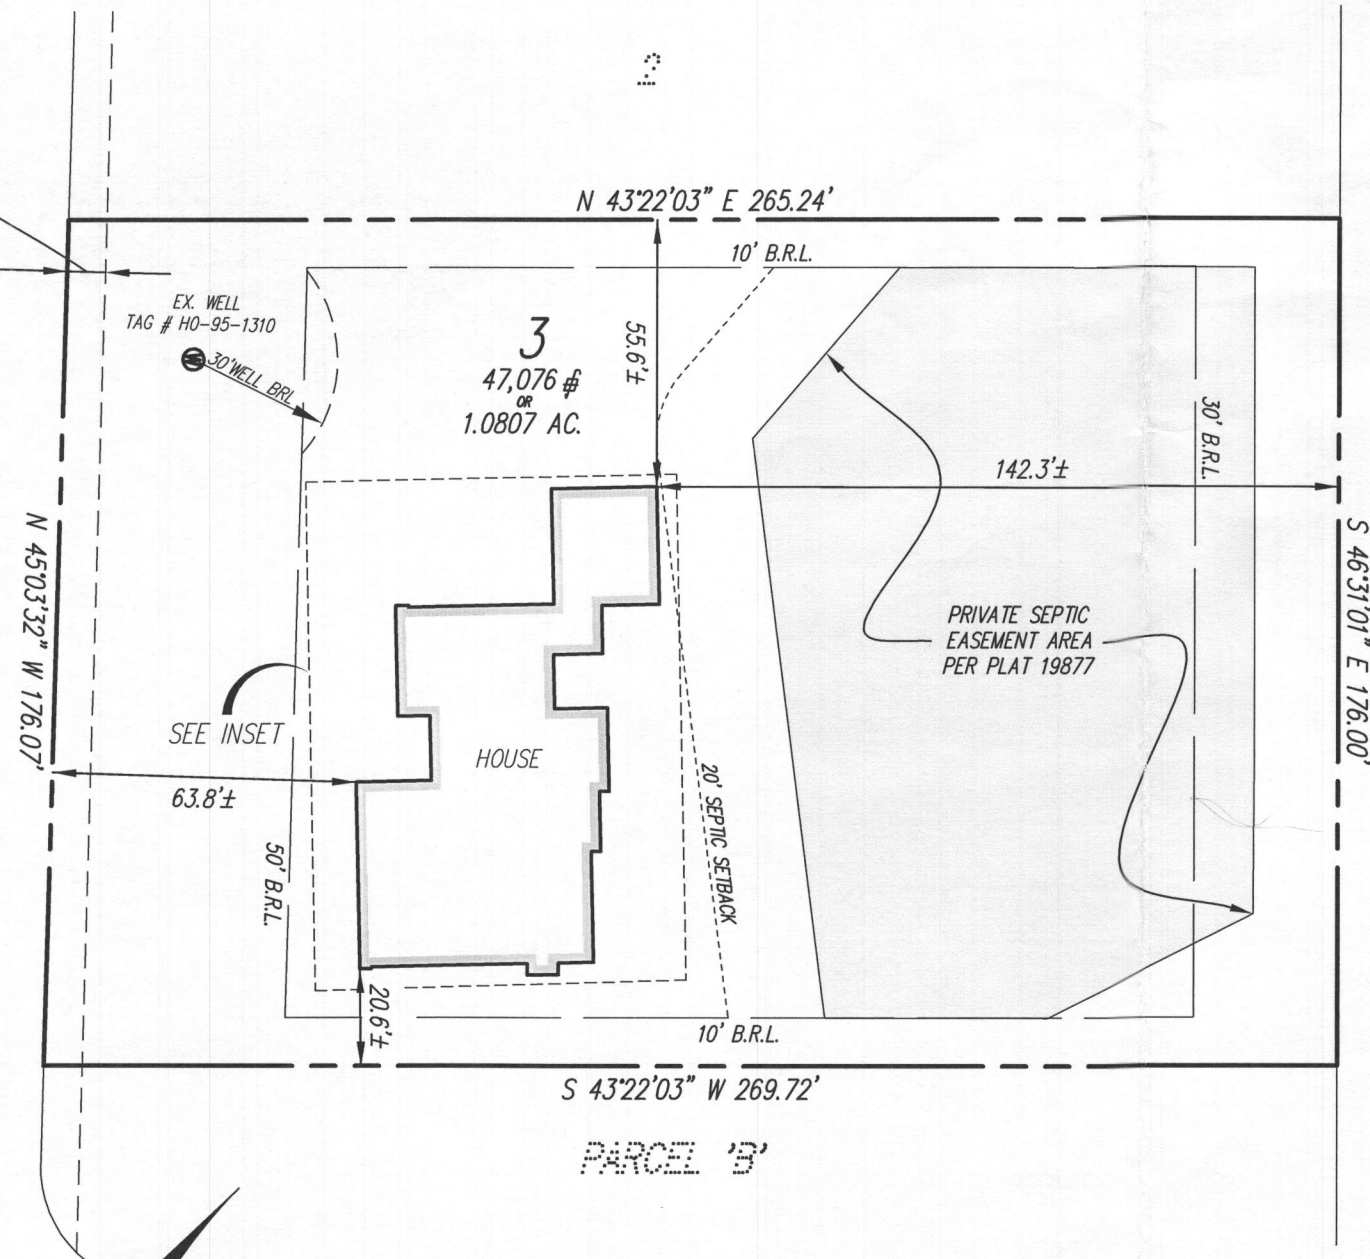 2
N 43°22'03" E 265.24'
10' B.R.L.
EX. WELL
TAG # HO-95-1310
30' WELL BRL
3
47,076
OR
1.0807 AC.
55.6'±
30' B.R.L.
142.3'±
N 45°03'32" W 176.07'
S 46°31'01" E 176.00'
PRIVATE SEPTIC
EASEMENT AREA
PER PLAT 19877
SEE INSET
HOUSE
63.8'±
20' SEPTIC SETBACK
50' B.R.L.
20.6'±
10' B.R.L.
S 43°22'03" W 269.72'
PARCEL 'B'